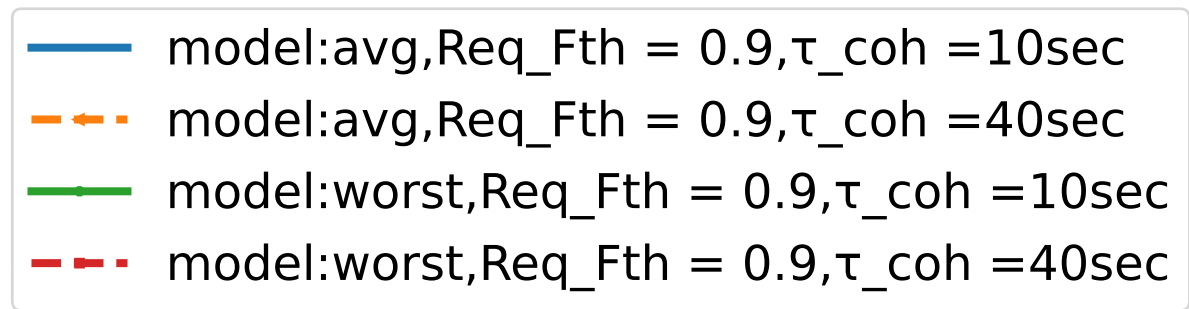 model:avg,Req_Fth = 0.9,τ_coh =10sec
model:avg,Req_Fth = 0.9,τ_coh =40sec
model:worst,Req_Fth = 0.9,τ_coh =10sec
model:worst,Req_Fth = 0.9,τ_coh =40sec